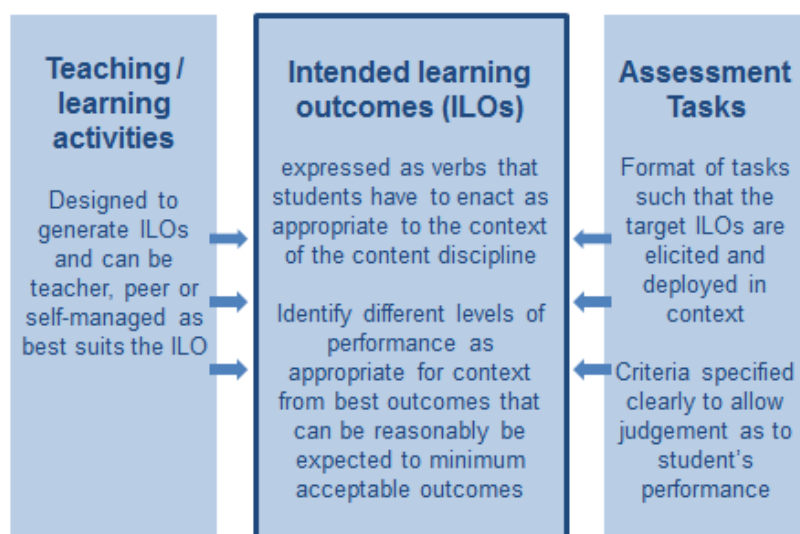 Teaching /
learning
activities
Designed to
generate ILOs
and can be
teacher, peer or
self-managed as
best suits the ILO
Intended learning
outcomes (ILOs)
expressed as verbs that
students have to enact as
appropriate to the context
of the content discipline
Identify different levels of
performance as
appropriate for context
from best outcomes that
can be reasonably be
expected to minimum
acceptable outcomes
Assessment
Tasks
Format of tasks
such that the
target ILOs are
elicited and
deployed in
context
Criteria specified
clearly to allow
judgement as to
student's
performance